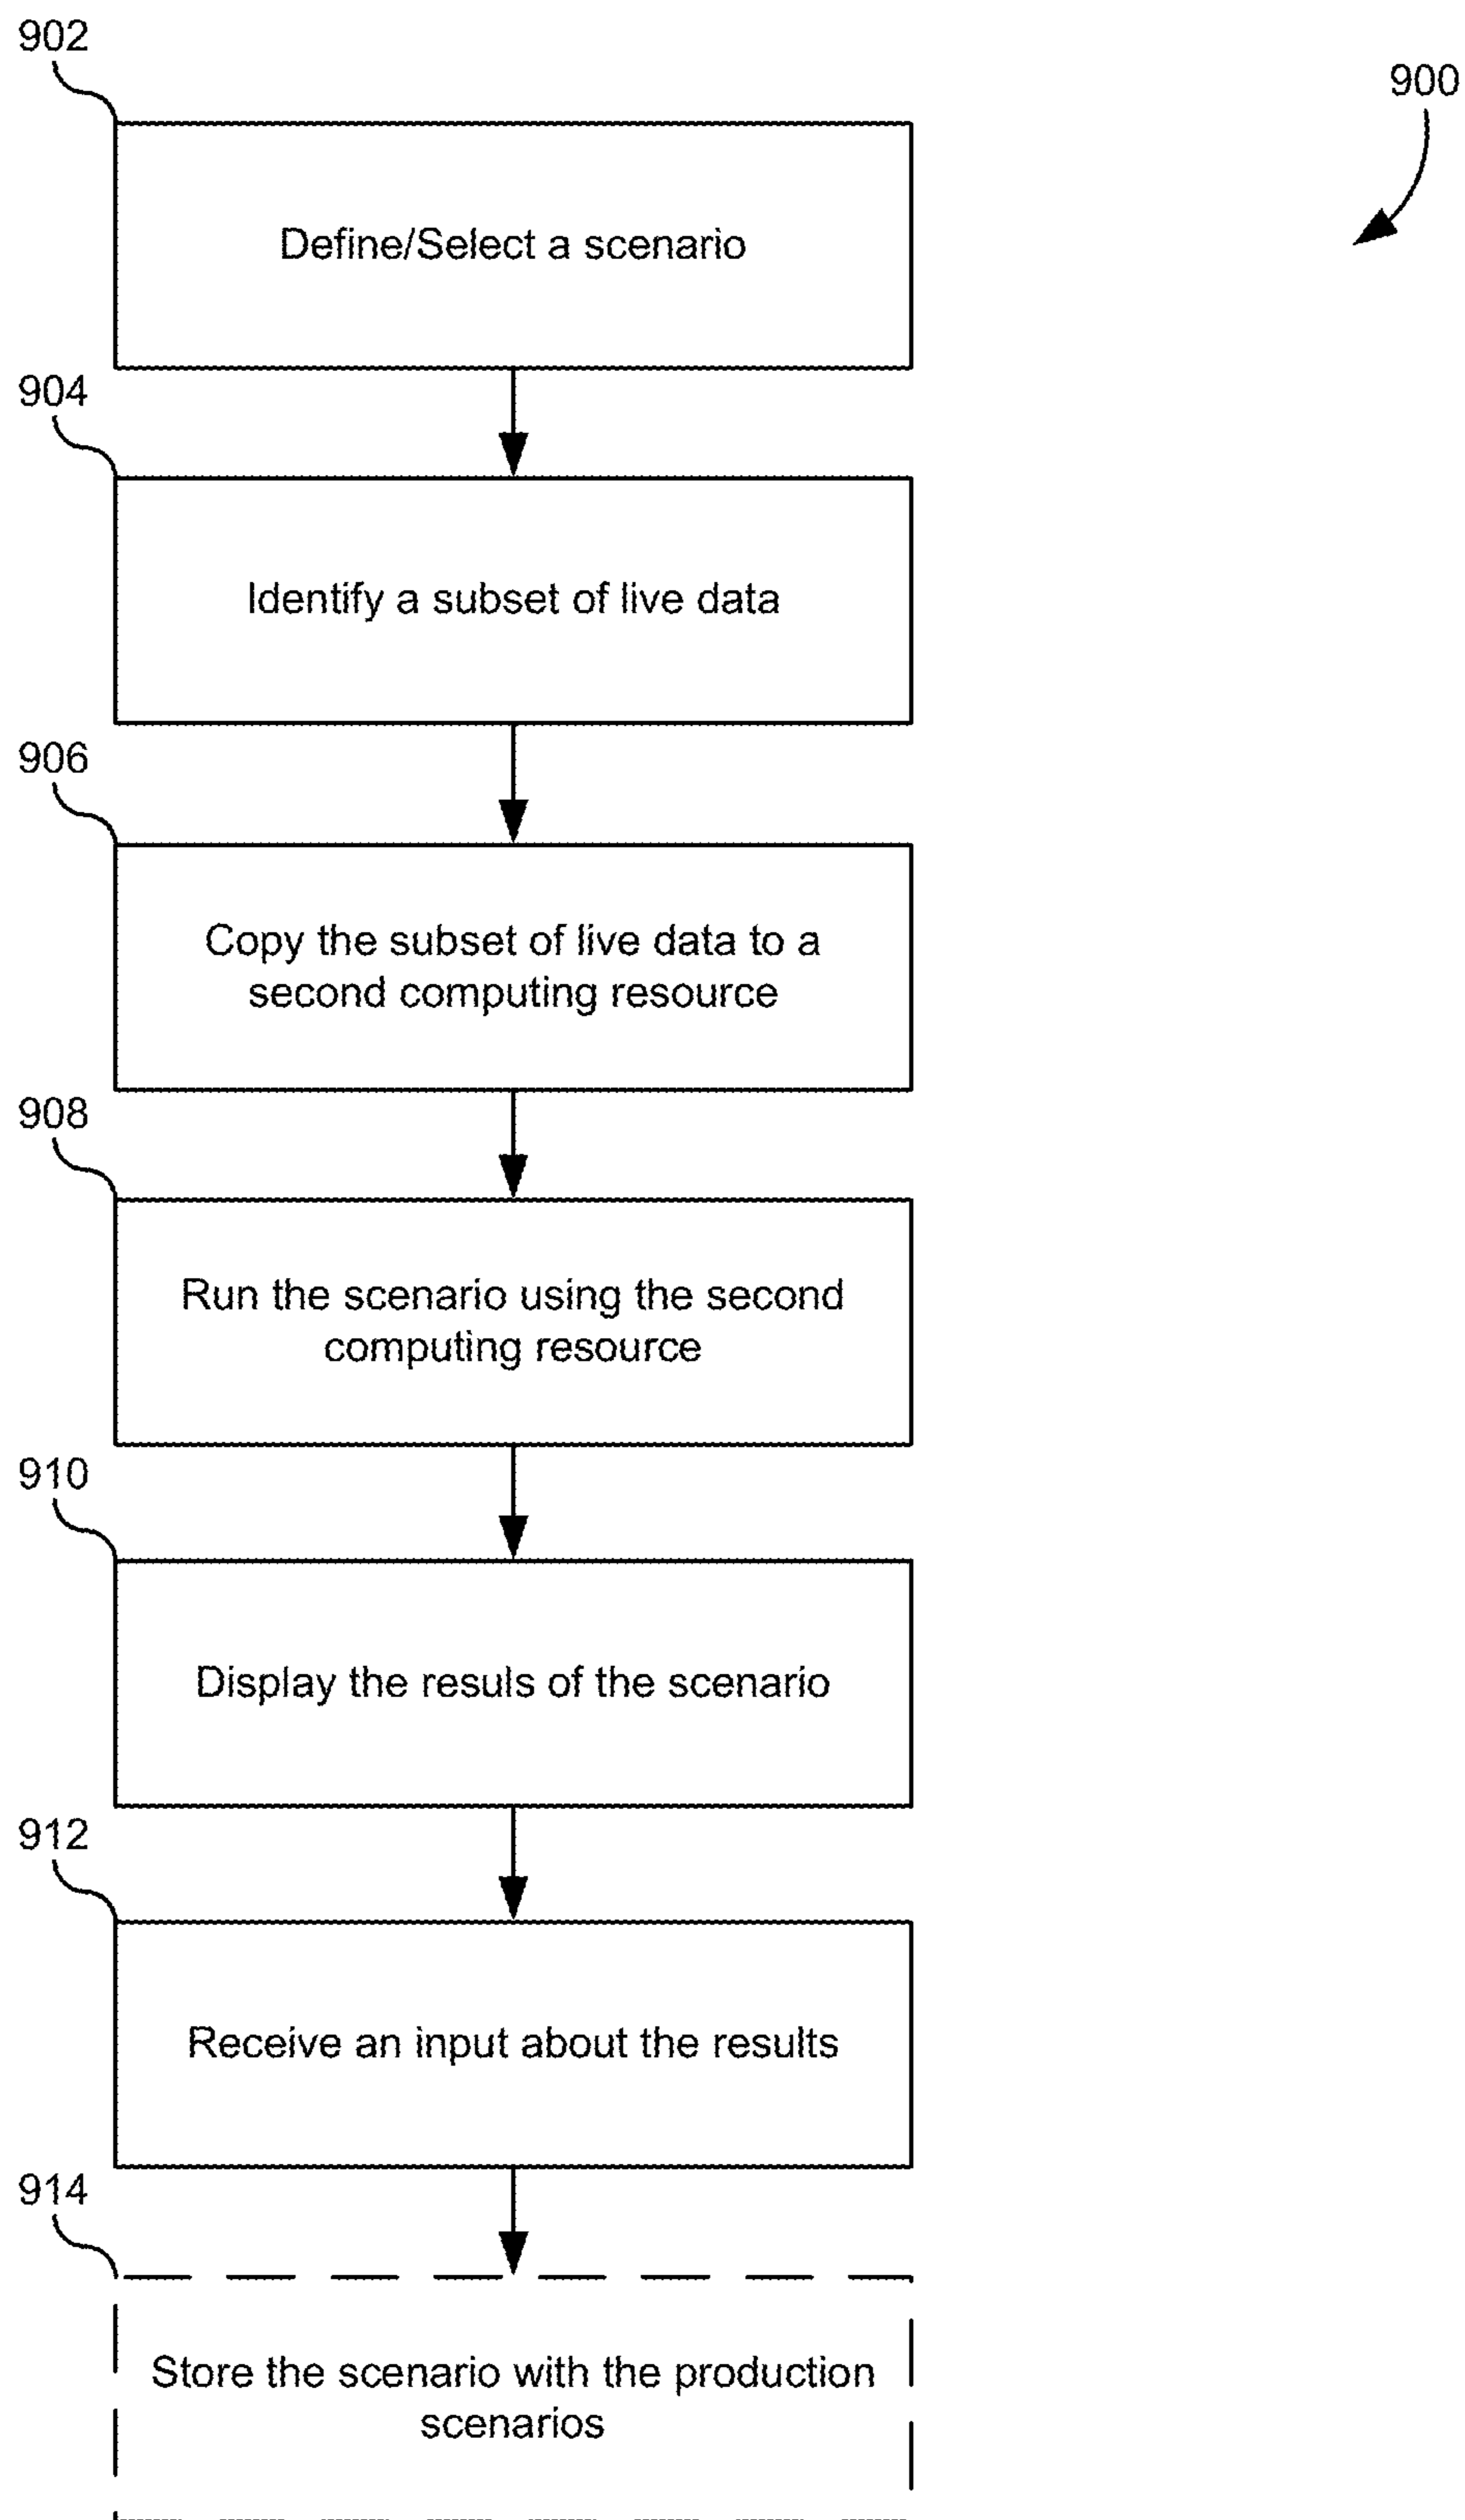 902
900
Define/Select a scenario
904
Identify a subset of live data
906
Copy the subset of live data to a
second computing resource
908
Run the scenario using the second
computing resource
910
Display the resuls of the scenario
912
Receive an input about the results
914
Store the scenario with the production
scenarios